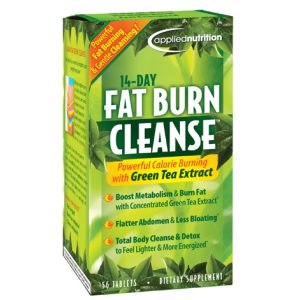 appliednutrition®
Powerful
Fat Burning
& Gentle Cleansing!
14-DAY
FAT BURN
CLEANSE
Powerful Calorie Burning
with Green Tea Extract*
Boost Metabolism & Burn Fat
with Concentrated Green Tea Extract*
Flatter Abdomen & Less Bloating*
Total Body Cleanse & Detox
to Feel Lighter & More Energized*
56 TABLETS • DIETARY SUPPLEMENT